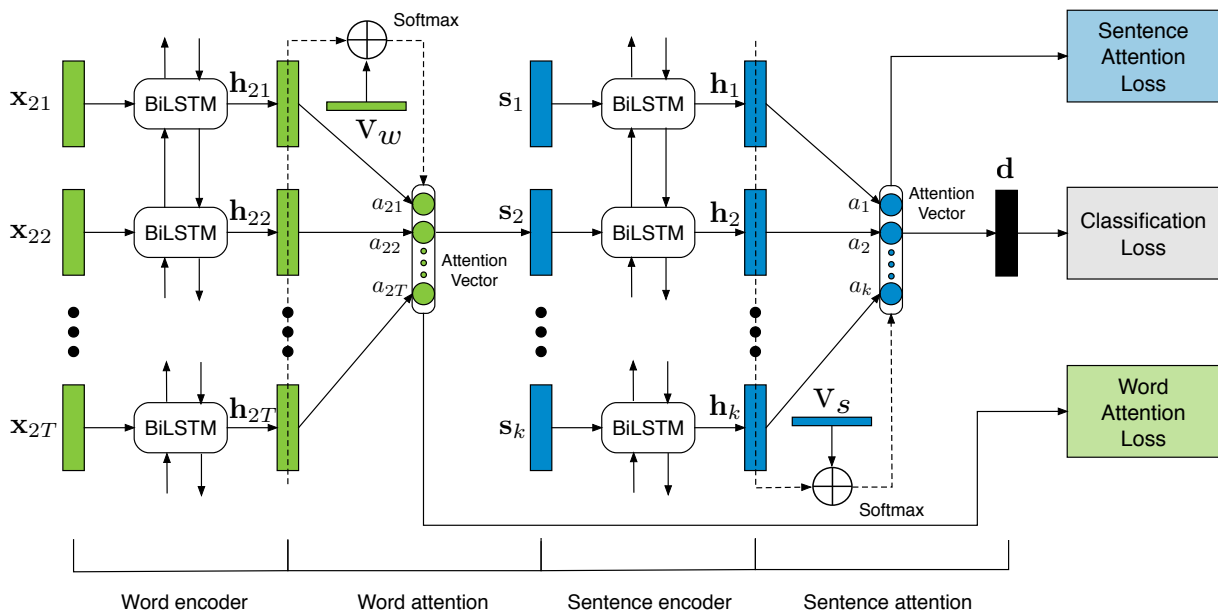 Softmax
Sentence
Attention
Loss
x21
BiLSTM
h21
Vw
s1
BiLSTM
h1
x22
BiLSTM
h22
a21
a22
a2T
Attention
Vector
s2
BiLSTM
h2
a1
a2
ak
Attention
Vector
d
Classification
Loss
x2T
BiLSTM
h2T
sk
BiLSTM
hk
Vs
Softmax
Word
Attention
Loss
Word encoder
Word attention
Sentence encoder
Sentence attention